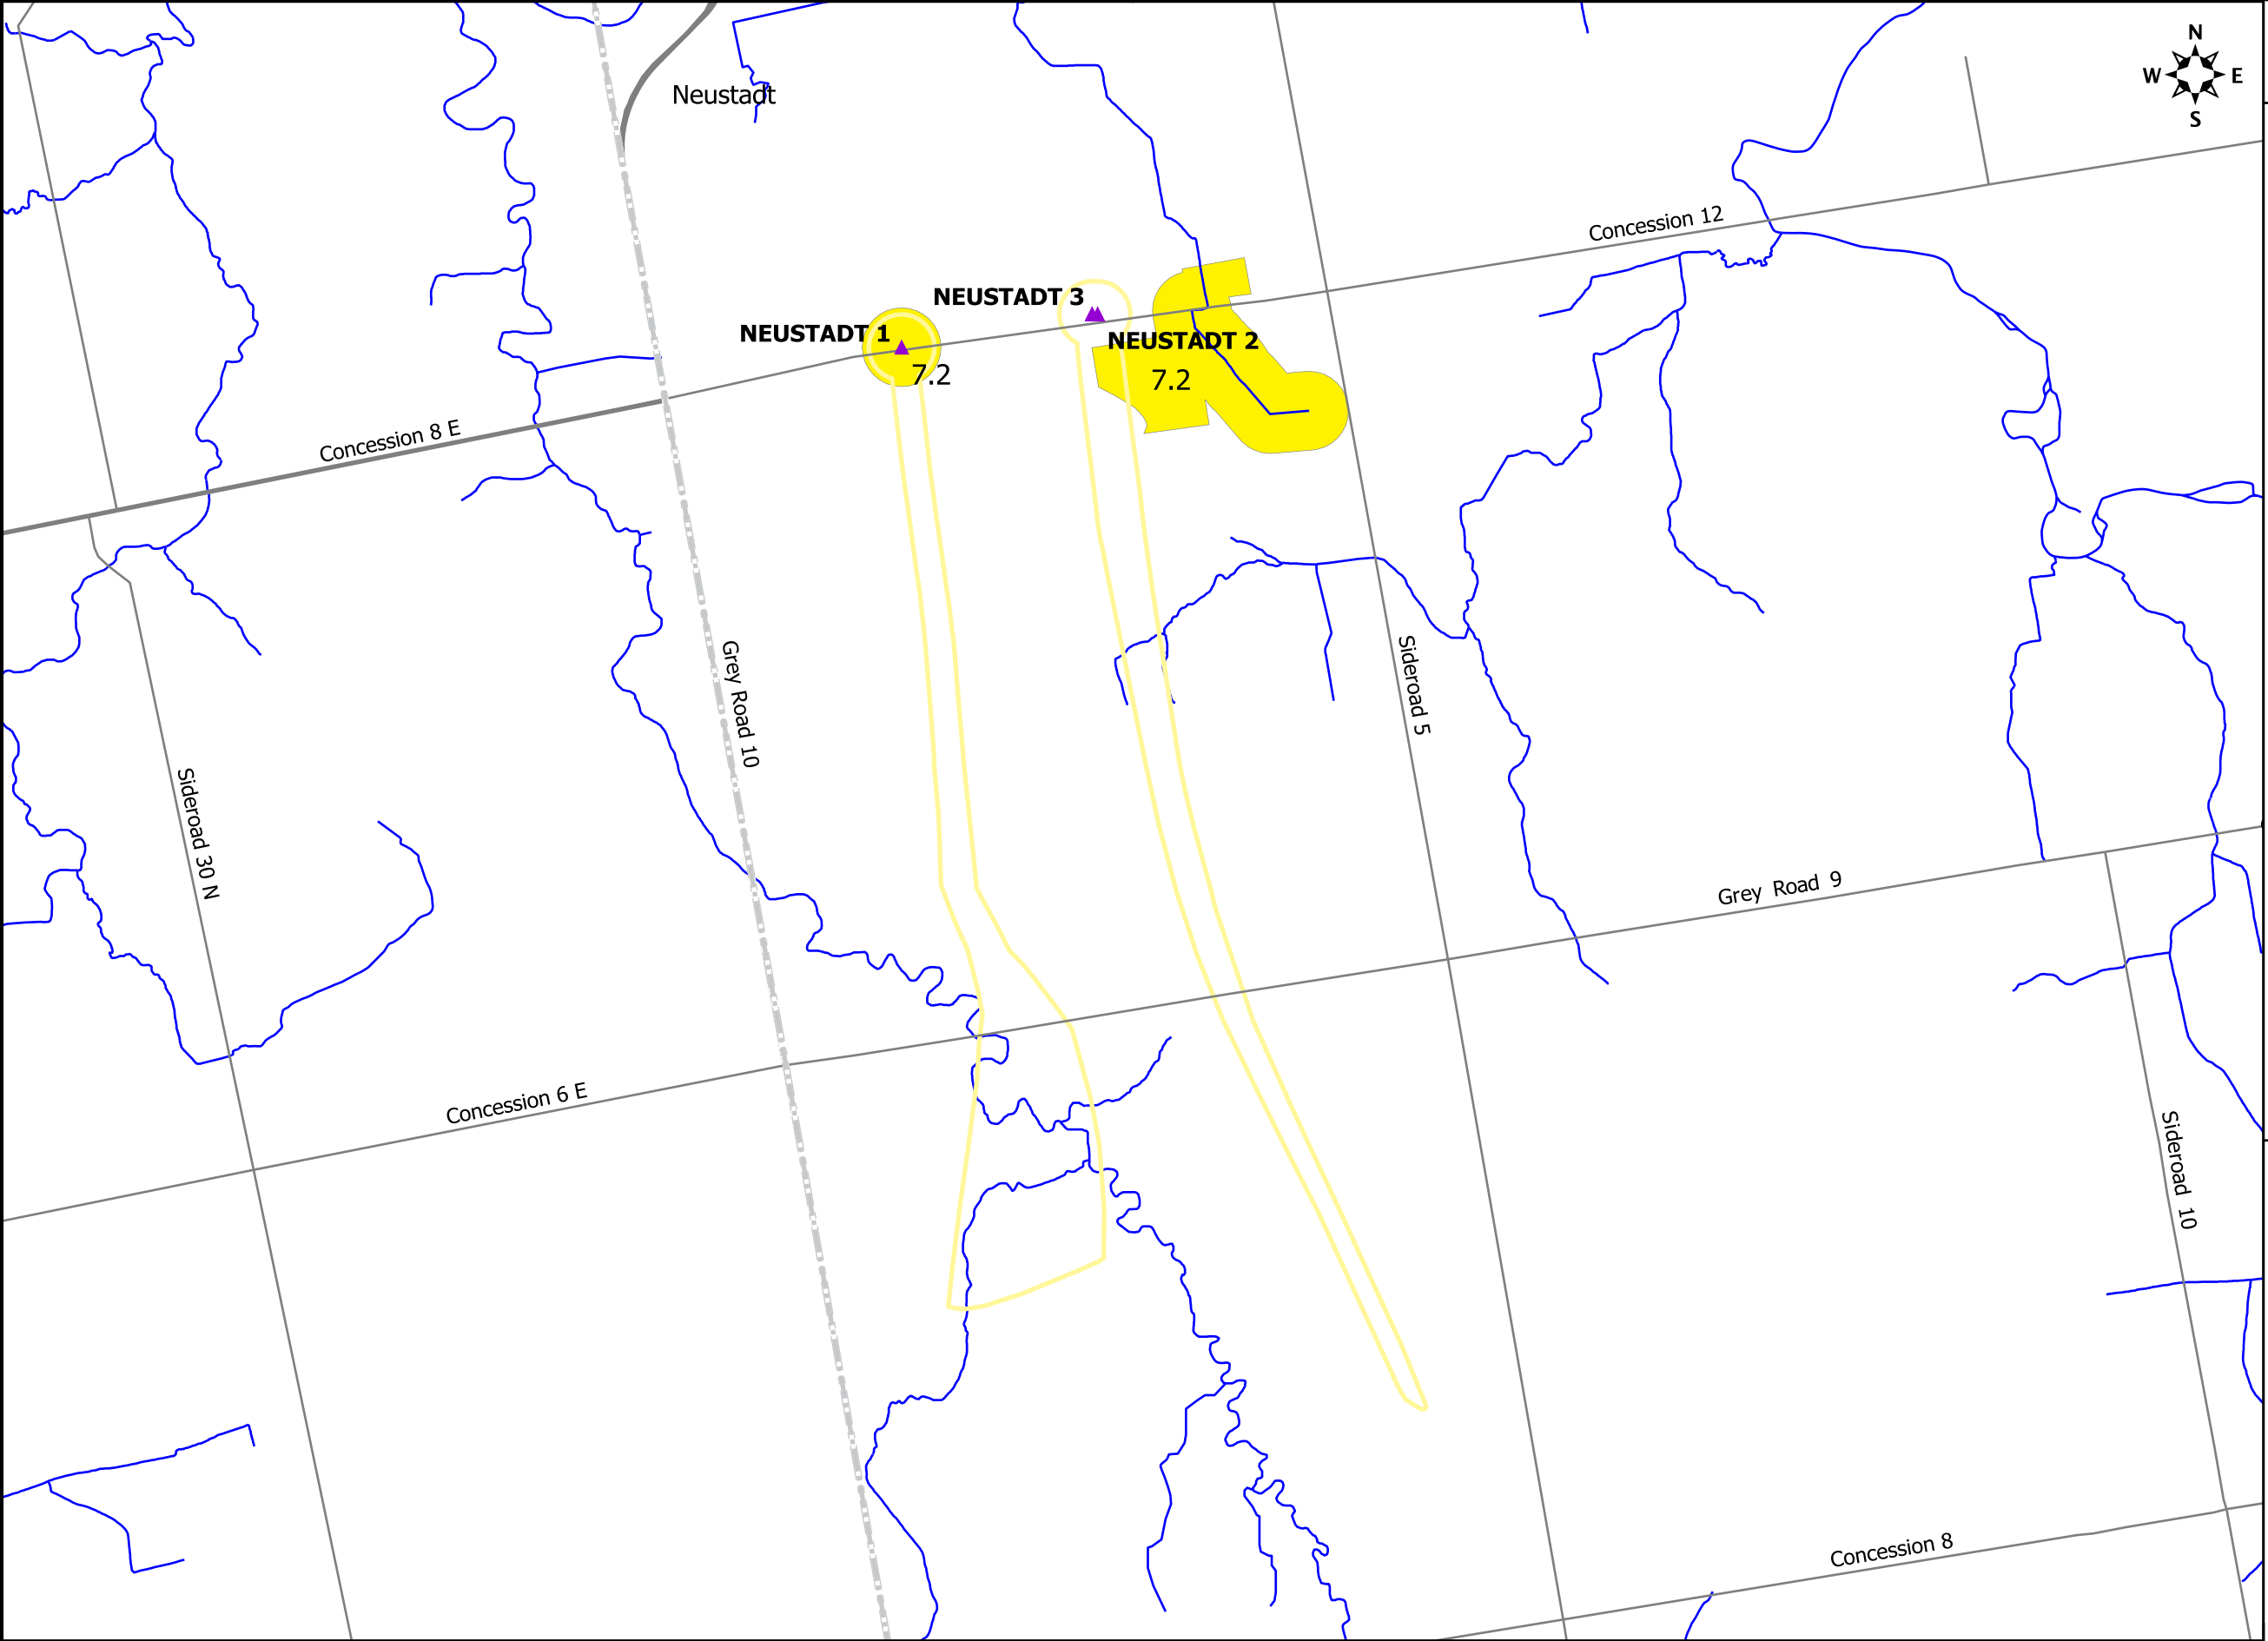 N
W E
S
Neustadt
Concession 12
NEUSTADT 3
NEUSTADT 1
NEUSTADT 2
7.2
7.2
Concession 8 E
Grey Road 10
Sideroad 5
Sideroad 30 N
Grey Road 9
Concession 6 E
Sideroad 10
Concession 8